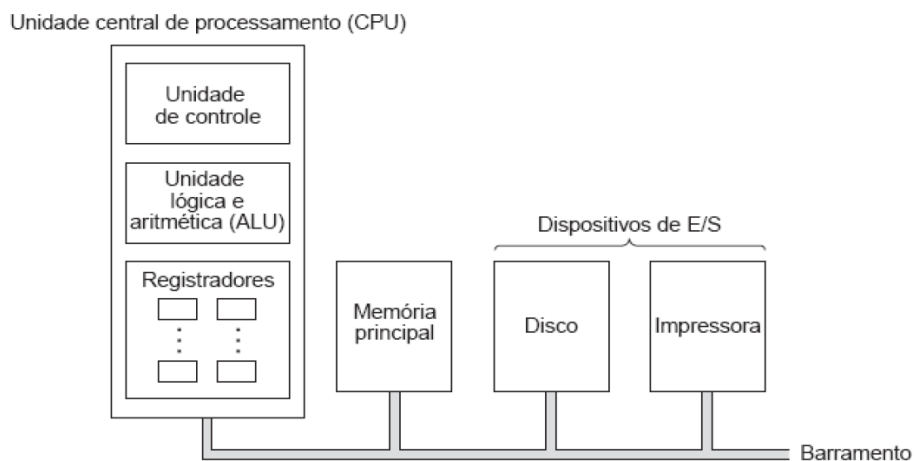 Unidade central de processamento (CPU)
Unidade
de controle
Unidade
lógica e
aritmética (ALU)
Registradores
Dispositivos de E/S
Memória
principal
Disco
Impressora
Barramento